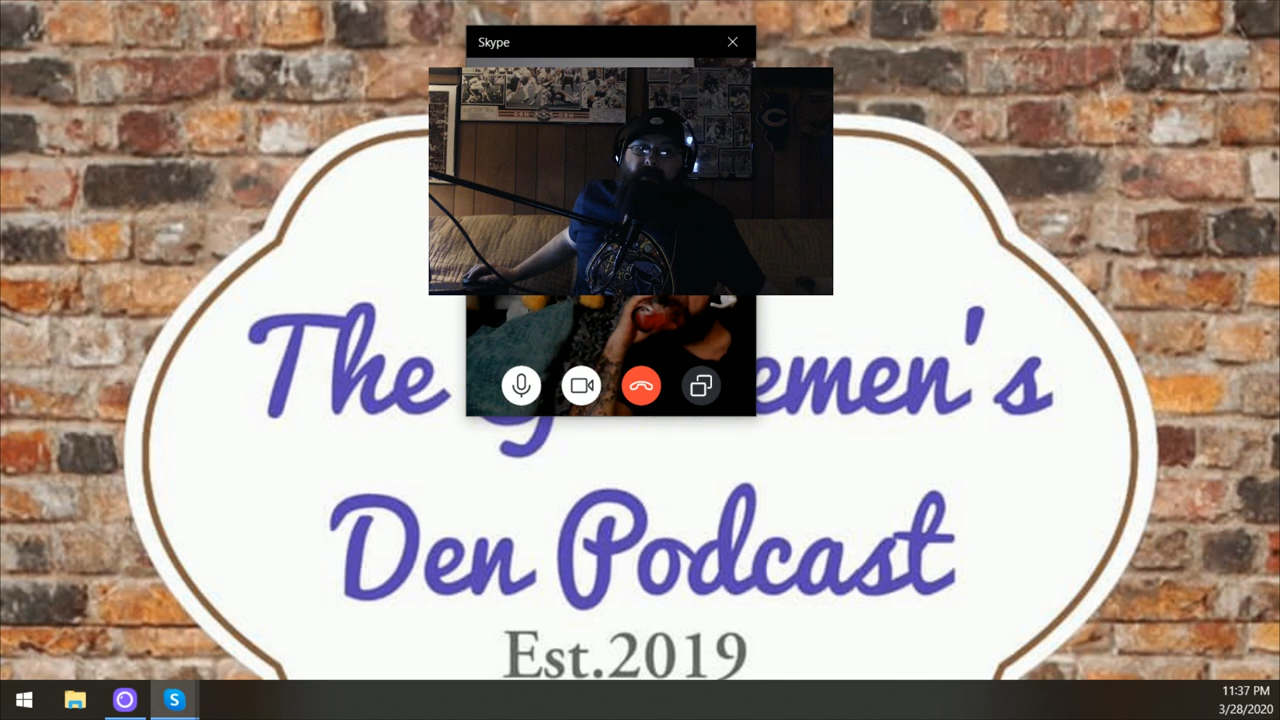 Skype
The G emen's
Den Podcast
Est.2019
S
11:37 PM
3/28/2020